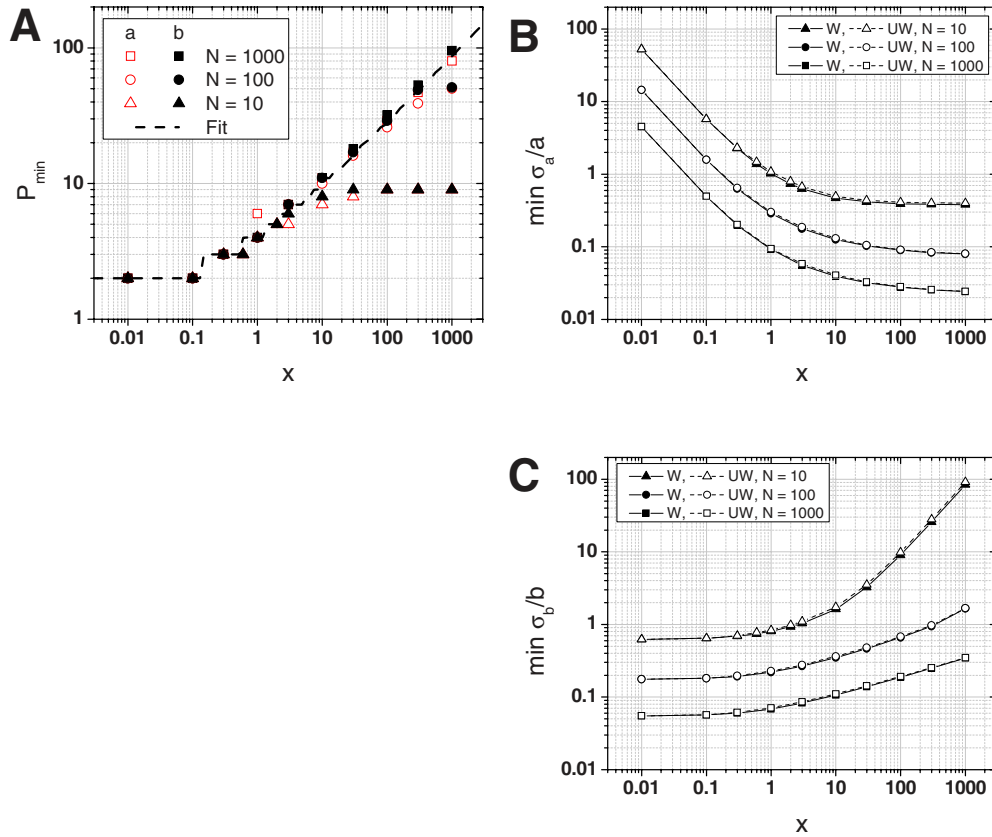 A
a b
N = 1000
N = 100
N = 10
Fit
100
10
1
P_min
0.01 0.1 1 10 100 1000
x
B
W, UW, N = 10
W, UW, N = 100
W, UW, N = 1000
100
10
1
0.1
0.01
min σ_a/a
0.01 0.1 1 10 100 1000
x
C
W, UW, N = 10
W, UW, N = 100
W, UW, N = 1000
100
10
1
0.1
0.01
min σ_b/b
0.01 0.1 1 10 100 1000
x